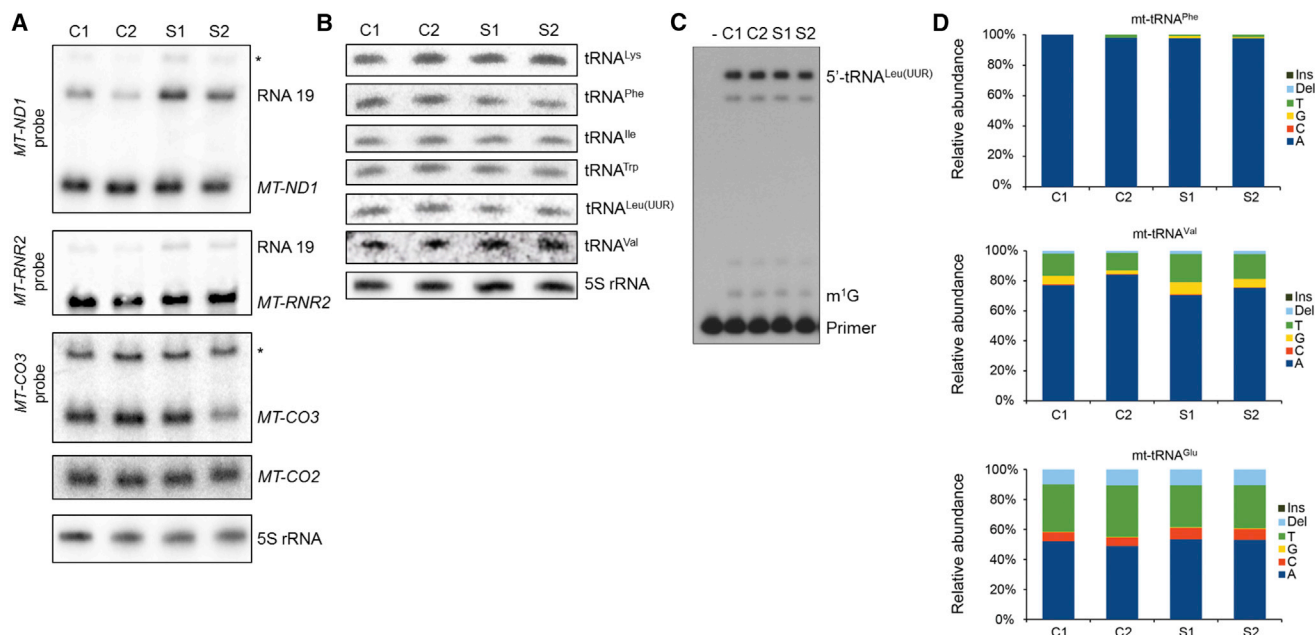 A
C1 C2 S1 S2
MT-ND1
probe
*
RNA 19
MT-ND1
MT-RNR2
probe
RNA 19
MT-RNR2
MT-CO3
probe
*
MT-CO3
MT-CO2
5S rRNA
B
C1 C2 S1 S2
tRNALys
tRNAPhe
tRNAIle
tRNATrp
tRNALeu(UUR)
tRNAVal
5S rRNA
C
- C1 C2 S1 S2
5'-tRNALeu(UUR)
m1G
Primer
D
mt-tRNAPhe
Relative abundance
100%
80%
60%
40%
20%
0%
C1 C2 S1 S2
Ins
Del
T
G
C
A
mt-tRNAVal
Relative abundance
100%
80%
60%
40%
20%
0%
C1 C2 S1 S2
Ins
Del
T
G
C
A
mt-tRNAGlu
Relative abundance
100%
80%
60%
40%
20%
0%
C1 C2 S1 S2
Ins
Del
T
G
C
A